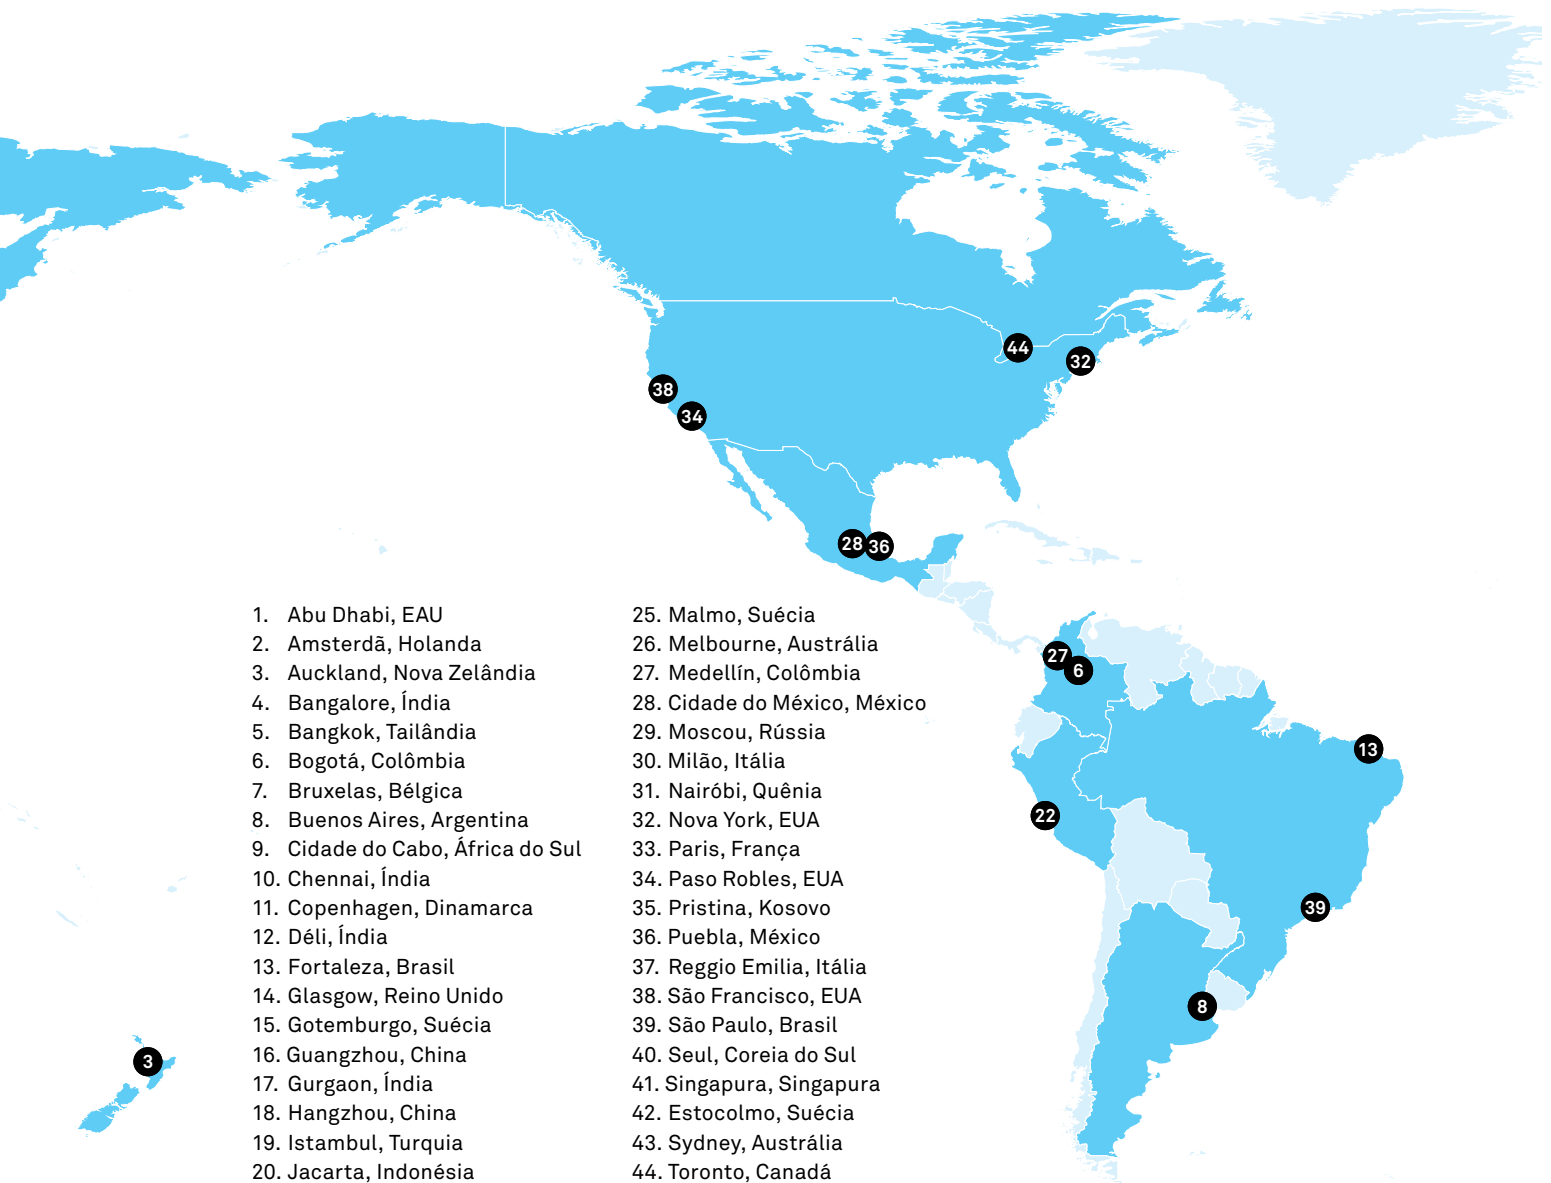 44
32
38
34
28
36
27
6
13
22
39
8
3
1. Abu Dhabi, EAU
2. Amsterdã, Holanda
3. Auckland, Nova Zelândia
4. Bangalore, Índia
5. Bangkok, Tailândia
6. Bogotá, Colômbia
7. Bruxelas, Bélgica
8. Buenos Aires, Argentina
9. Cidade do Cabo, África do Sul
10. Chennai, Índia
11. Copenhagen, Dinamarca
12. Déli, Índia
13. Fortaleza, Brasil
14. Glasgow, Reino Unido
15. Gotemburgo, Suécia
16. Guangzhou, China
17. Gurgaon, Índia
18. Hangzhou, China
19. Istambul, Turquia
20. Jacarta, Indonésia
25. Malmo, Suécia
26. Melbourne, Austrália
27. Medellín, Colômbia
28. Cidade do México, México
29. Moscou, Rússia
30. Milão, Itália
31. Nairóbi, Quênia
32. Nova York, EUA
33. Paris, França
34. Paso Robles, EUA
35. Pristina, Kosovo
36. Puebla, México
37. Reggio Emilia, Itália
38. São Francisco, EUA
39. São Paulo, Brasil
40. Seul, Coreia do Sul
41. Singapura, Singapura
42. Estocolmo, Suécia
43. Sydney, Austrália
44. Toronto, Canadá